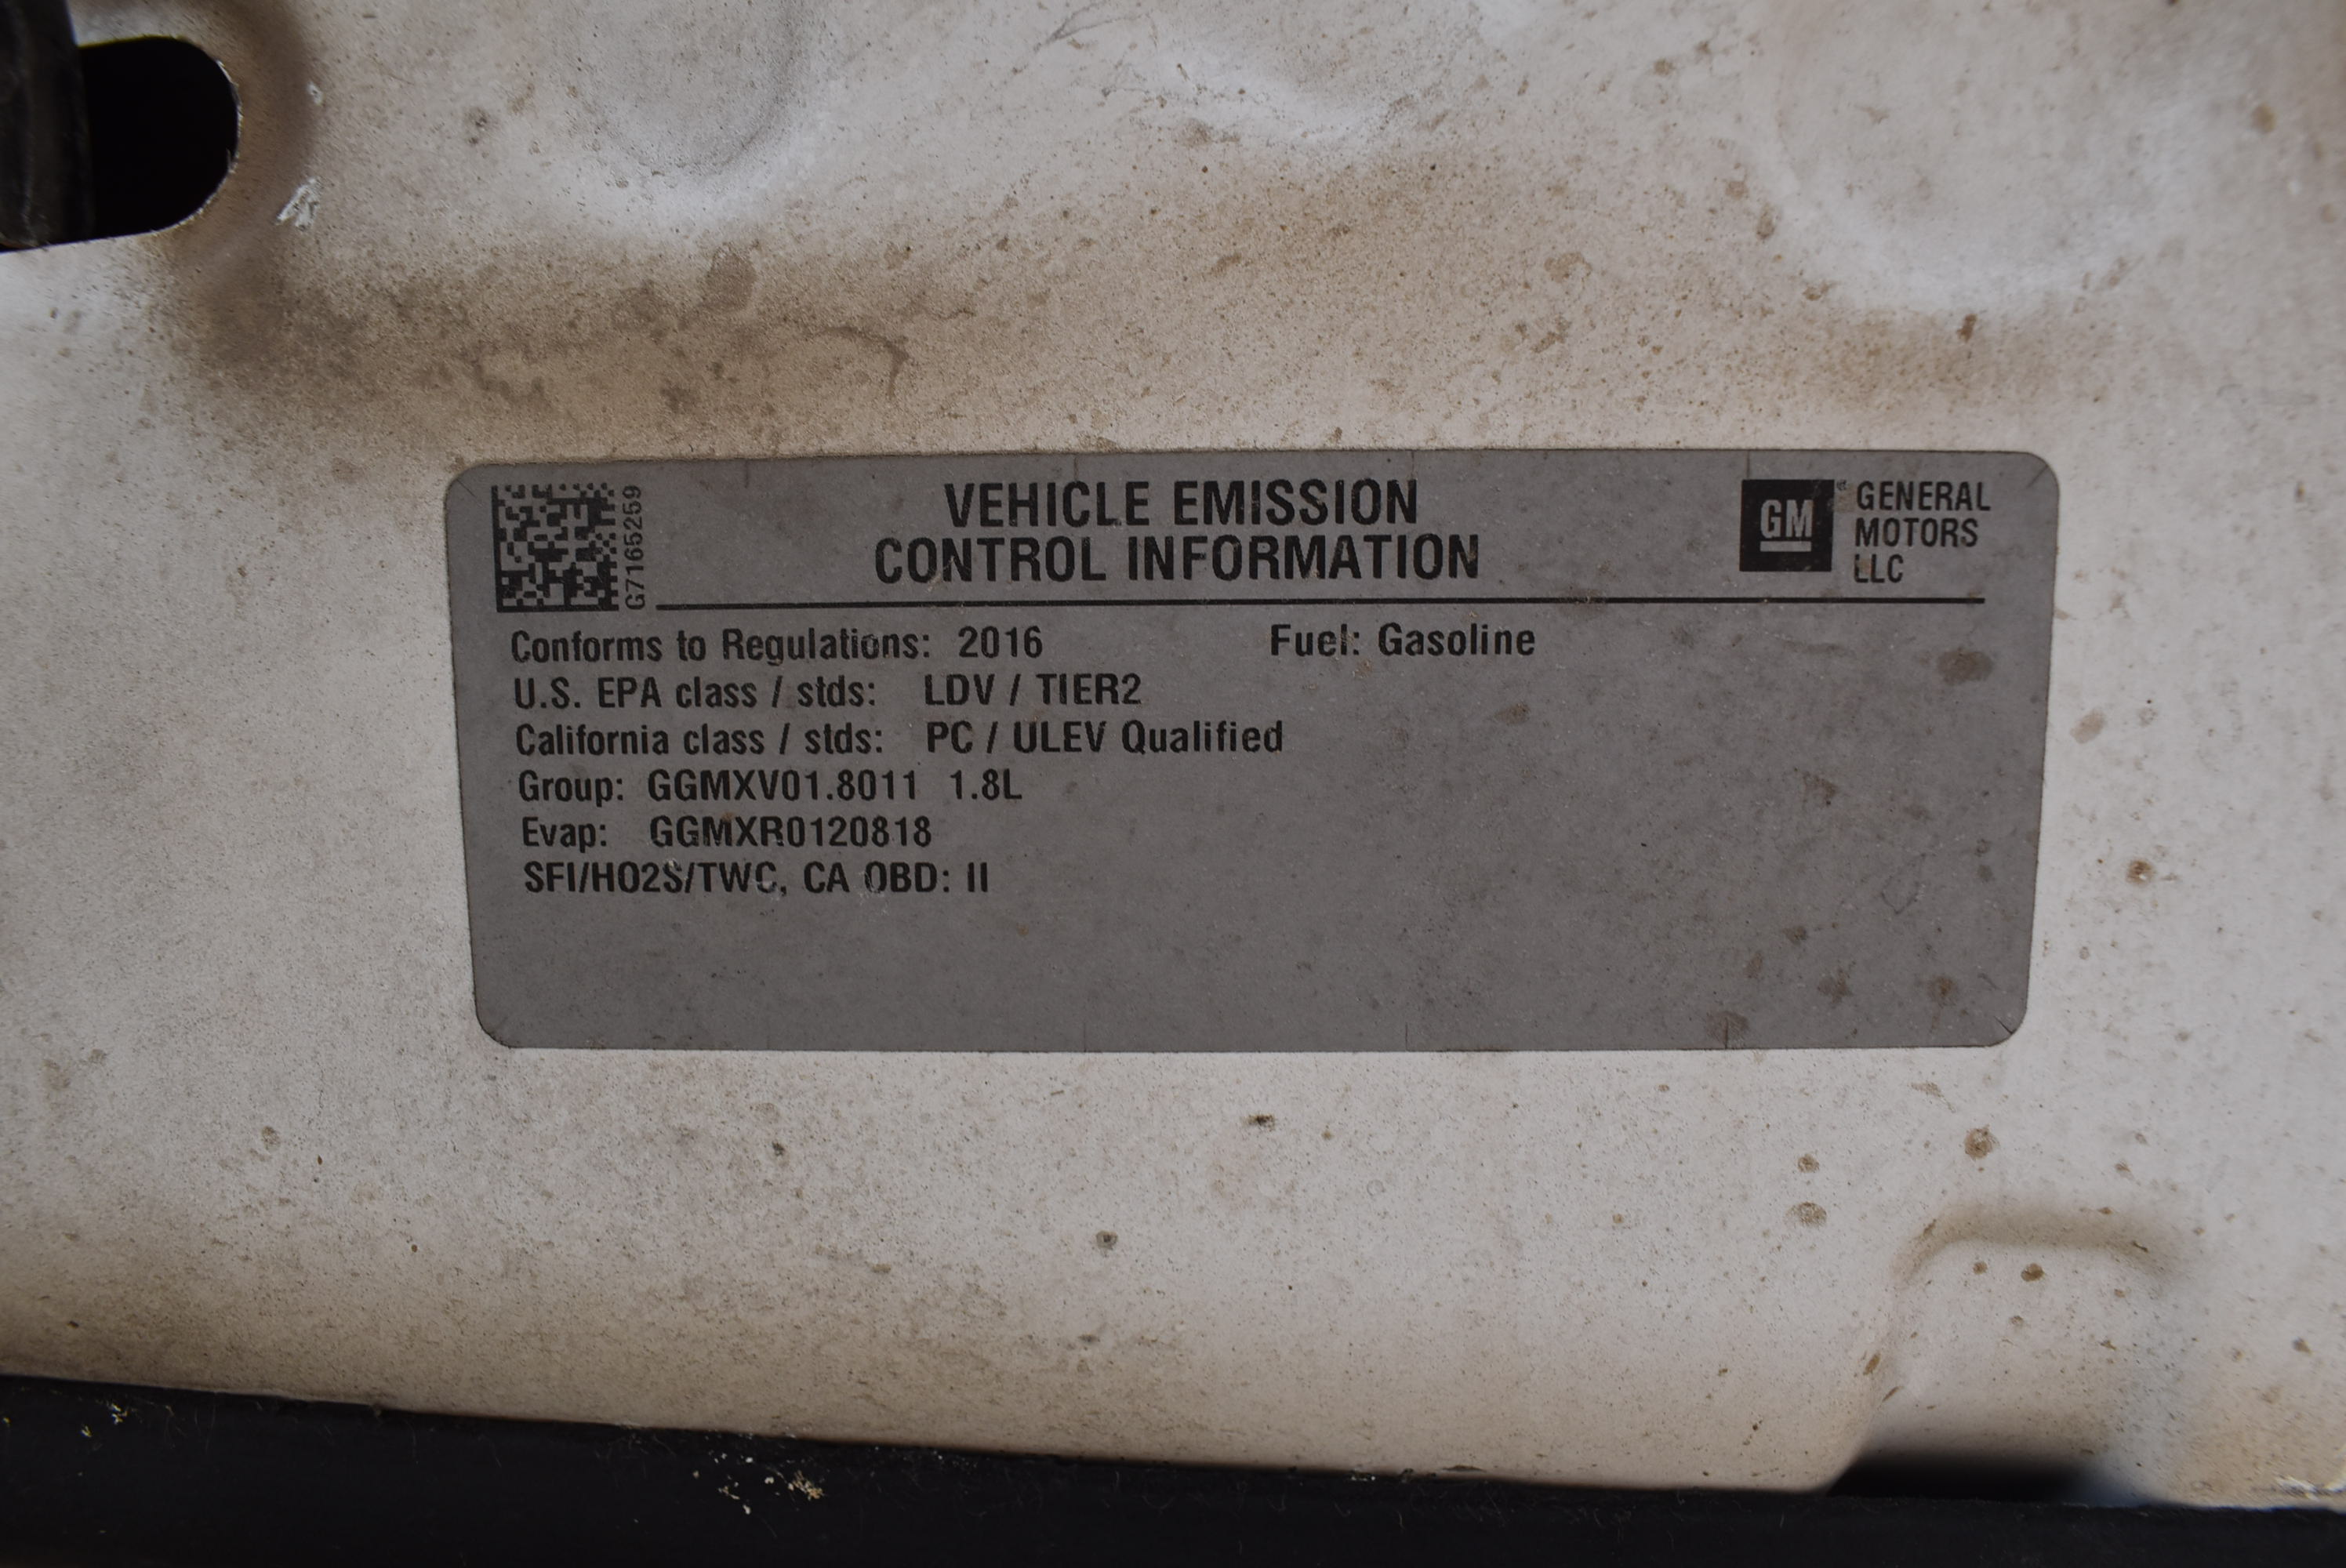 G7165259
VEHICLE EMISSION
CONTROL INFORMATION
GM
GENERAL
MOTORS
LLC
Conforms to Regulations: 2016 Fuel: Gasoline
U.S. EPA class / stds: LDV / TIER2
California class / stds: PC / ULEV Qualified
Group: GGMXV01.8011 1.8L
Evap: GGMXR0120818
SFI/HO2S/TWC, CA OBD: II